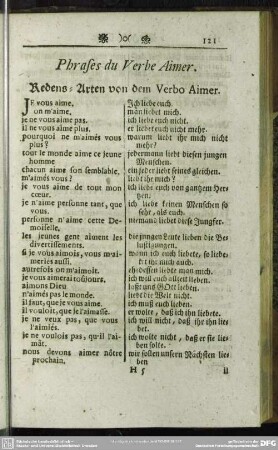 121
Phrases du Verbe Aimer.
Redens-Arten von dem Verbo Aimer.
JE vous aime,
on m'aime,
je ne vous aime pas,
il ne vous aime plus,
pourquoi ne m'aimés vous
plus?
tout le monde aime ce jeune
homme
chacun aime son semblable,
m'aimés vous?
je vous aime de tout mon
cœur.
je n'aime personne tant, que
vous.
personne n'aime cette De-
moiselle,
les jeunes gent aiment les
divertissements.
si je vous aimois, vous m'ai-
meriés aussi.
autrefois on m'aimoit.
je vous aimerai toujours.
aimons Dieu
n'aimés pas le monde.
il faut, que je vous aime.
il vouloit, que je l'aimasse.
je ne veux pas, que vous
l'aimiés.
je ne voulois pas, qu'il l'ai-
mât.
nous devons aimer nôtre
prochain,
Ich liebe euch.
man liebet mich.
ich liebe euch nicht.
er liebet euch nicht mehr.
warum liebt ihr mich nicht
mehr?
jedermann liebt diesen jungen
Menschen.
ein jeder liebt seines gleichen.
liebt ihr mich?
ich liebe euch von gantzem Her-
tzen.
ich liebe keinen Menschen so
sehr, als euch.
niemand liebet diese Jungfer.
die jungen Leute lieben die Be-
lustigungen.
wann ich euch liebete, so liebe-
tet ihr mich auch.
ehedessen liebte man mich.
ich will euch allezeit lieben.
lasst uns GOtt lieben.
liebet die Welt nicht.
ich muß euch lieben.
er wolte, daß ich ihn liebete.
ich will nicht, daß ihr ihn lie-
bet.
ich wolte nicht, daß er sie lie-
ben solte.
wir sollen unsern Nächsten lie-
ben
H 5
il